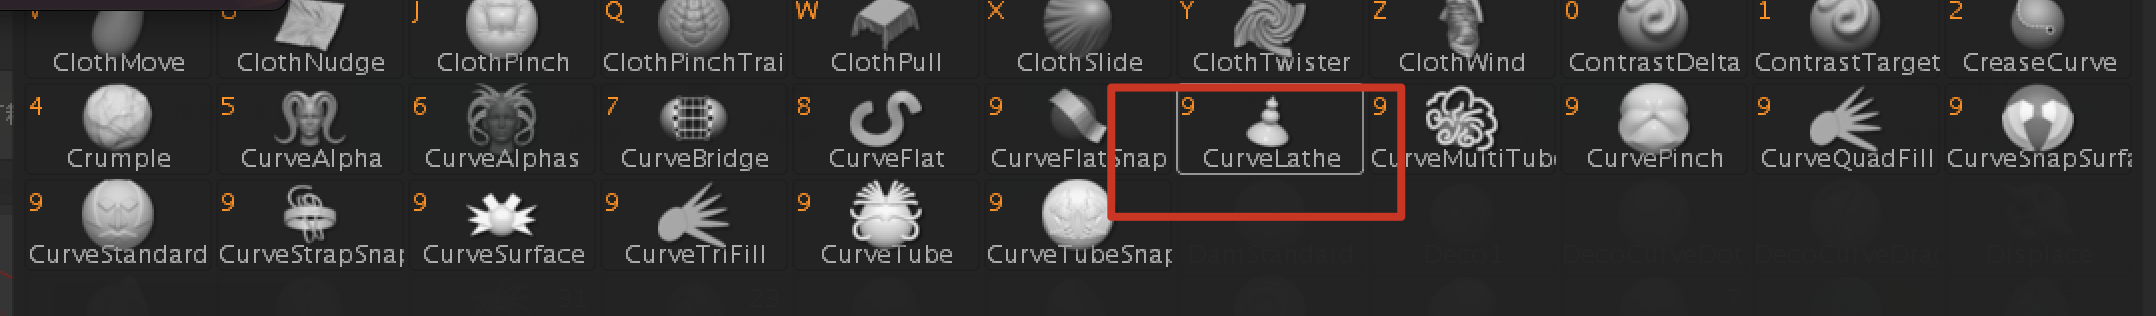 J Q W X Y Z 0 1 2
ClothMove ClothNudge ClothPinch ClothPinchTrai ClothPull ClothSlide ClothTwister ClothWind ContrastDelta ContrastTarget CreaseCurve
4 5 6 7 8 9 9 9 9 9 9
Crumple CurveAlpha CurveAlphas CurveBridge CurveFlat CurveFlatSnap CurveLathe CurveMultiTube CurvePinch CurveQuadFill CurveSnapSurfa
9 9 9 9 9 9
CurveStandard CurveStrapSnap CurveSurface CurveTriFill CurveTube CurveTubeSnap